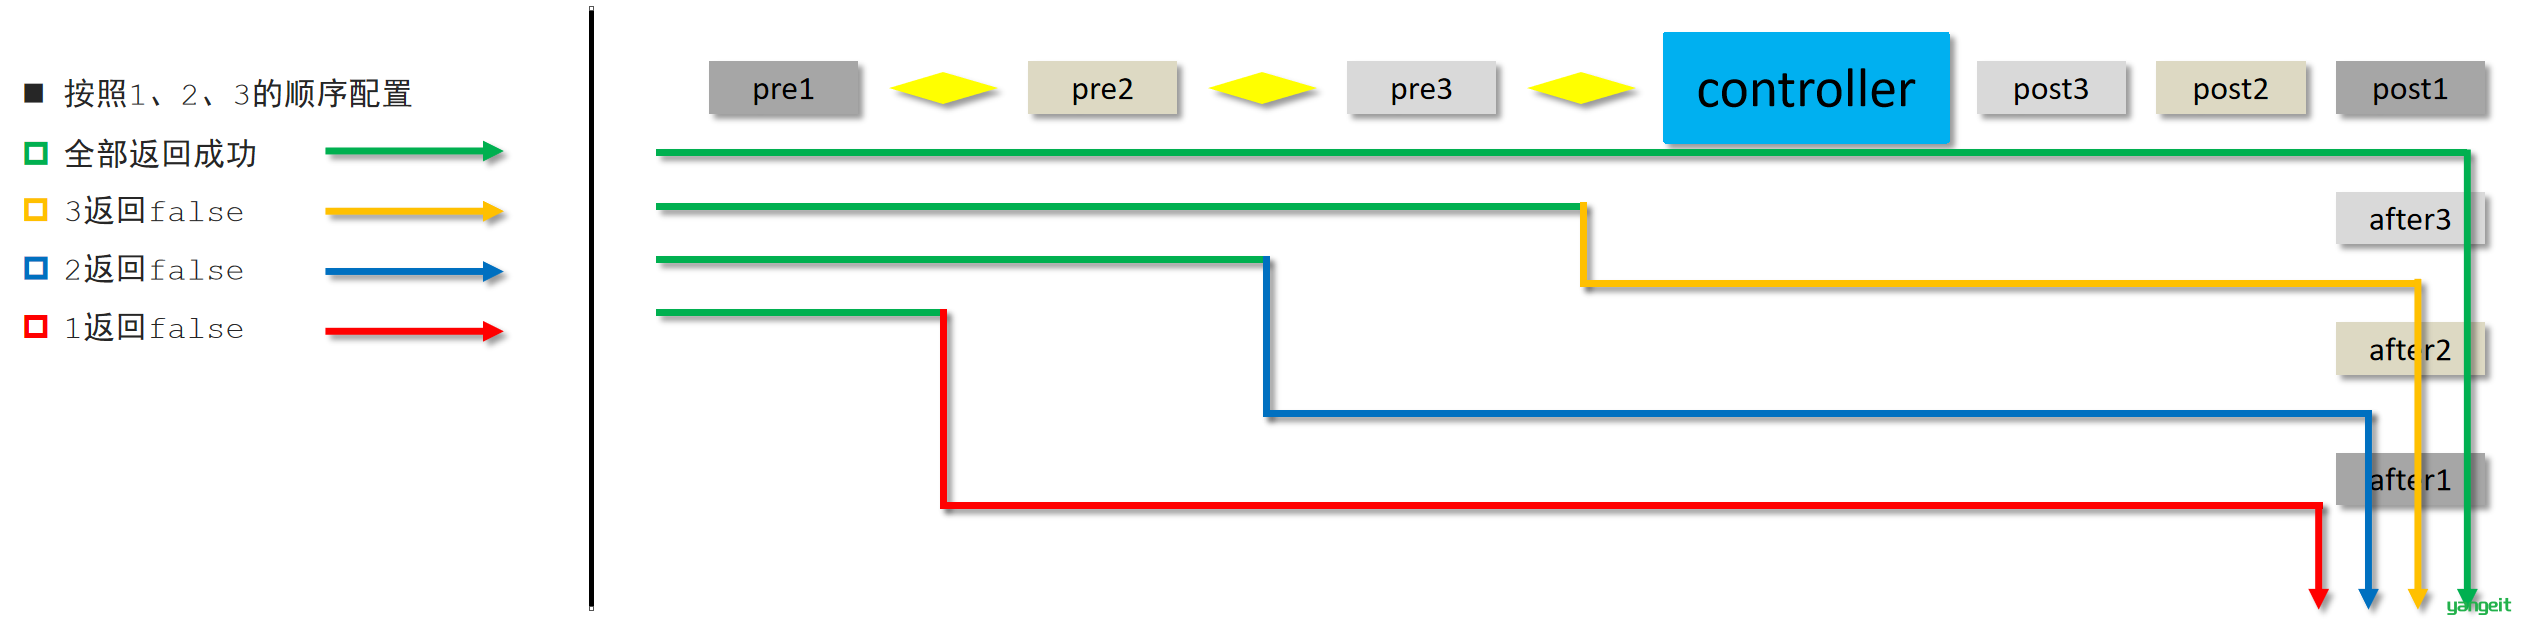 按照1、2、3的顺序配置
全部返回成功
3返回false
2返回false
1返回false
pre1
pre2
pre3
controller
post3
post2
post1
after3
after2
after1
yangeit